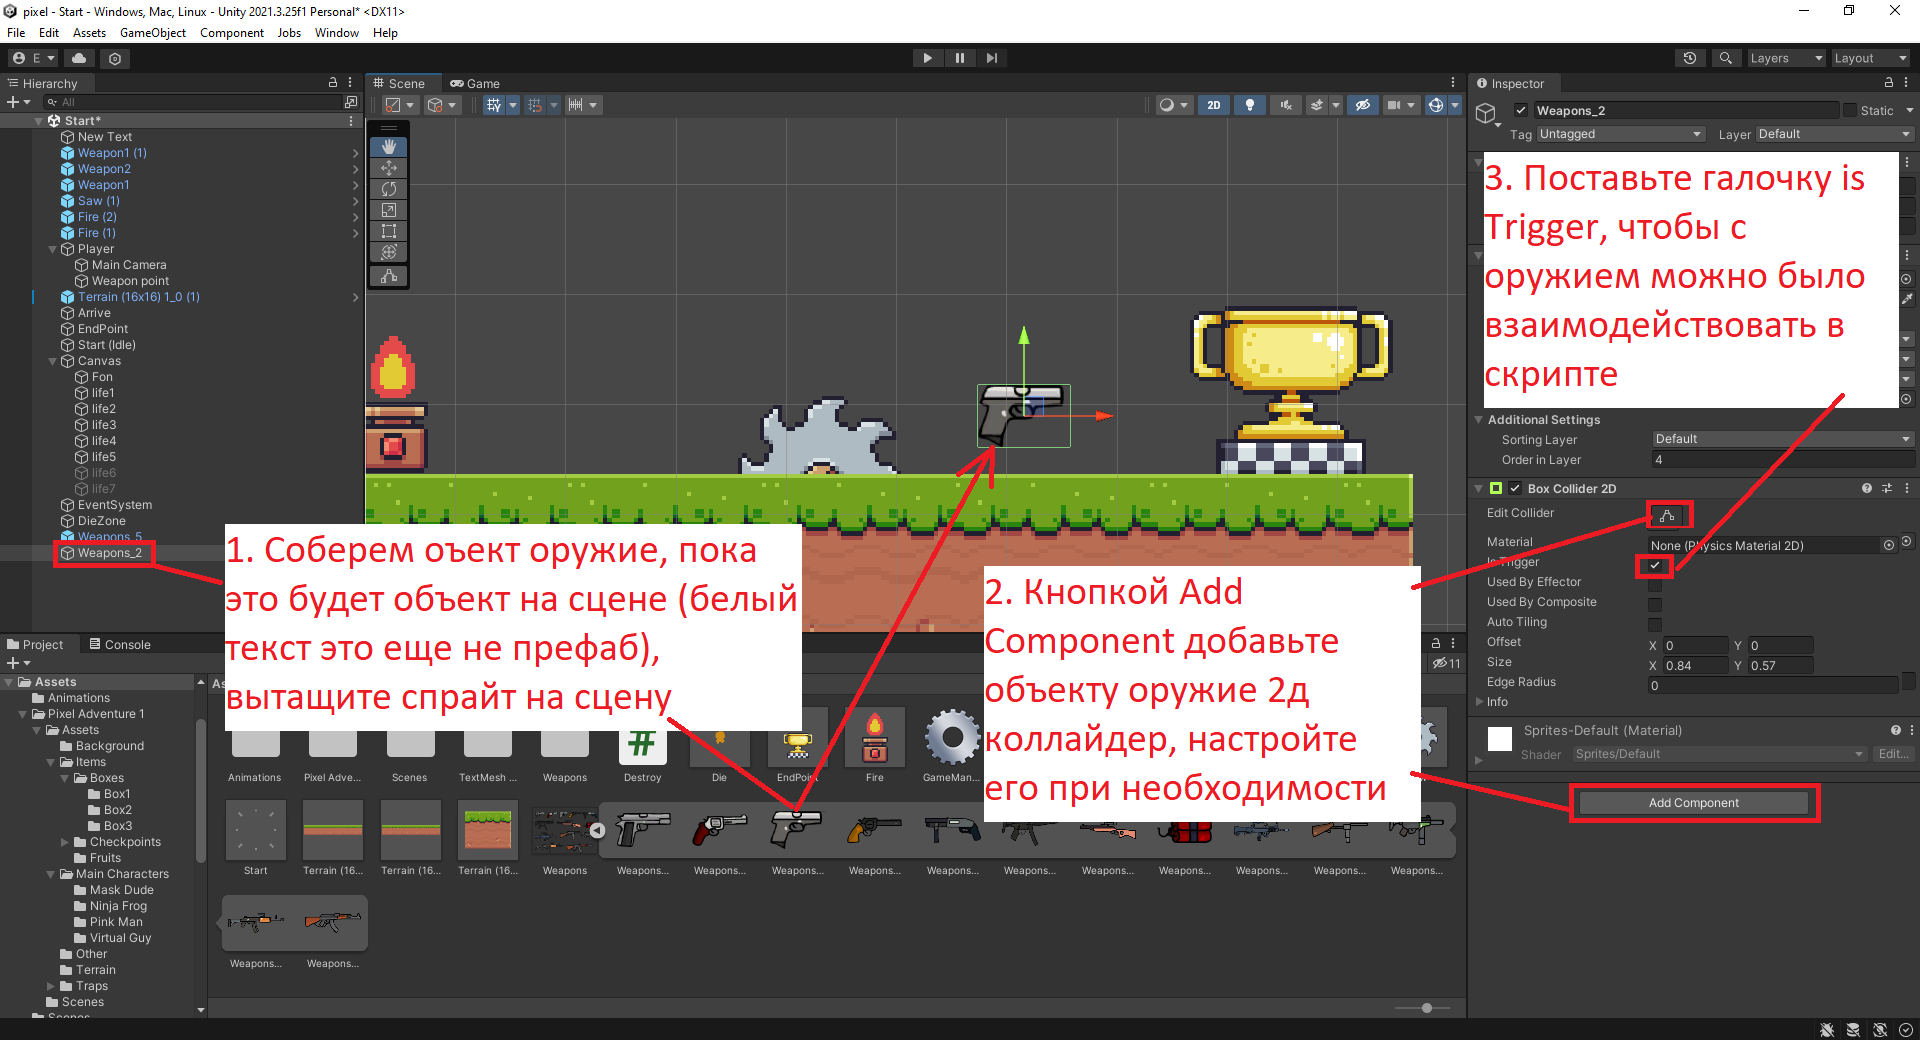 pixel - Start - Windows, Mac, Linux - Unity 2021.3.25f1 Personal* <DX11>
File Edit Assets GameObject Component Jobs Window Help
E
Layers
Layout
Hierarchy
All
Start*
New Text
Weapon1 (1)
Weapon2
Weapon1
Saw (1)
Fire (2)
Fire (1)
Player
Main Camera
Weapon point
Terrain (16x16) 1_0 (1)
Arrive
EndPoint
Start (Idle)
Canvas
Fon
life1
life2
life3
life4
life5
life6
life7
EventSystem
DieZone
Weapons_5
Weapons_2
Scene
Game
2D
1. Соберем оъект оружие, пока
это будет объект на сцене (белый
текст это еще не префаб),
вытащите спрайт на сцену
2. Кнопкой Add
Component добавьте
объекту оружие 2д
коллайдер, настройте
его при необходимости
3. Поставьте галочку is
Trigger, чтобы с
оружием можно было
взаимодействовать в
скрипте
Inspector
Weapons_2
Static
Tag Untagged
Layer Default
Additional Settings
Sorting Layer Default
Order in Layer 4
Box Collider 2D
Edit Collider
Material None (Physics Material 2D)
Is Trigger
Used By Effector
Used By Composite
Auto Tiling
Offset X 0 Y 0
Size X 0.84 Y 0.57
Edge Radius 0
Info
Sprites-Default (Material)
Shader Sprites/Default Edit...
Add Component
Project
Console
11
Assets
Animations
Pixel Adventure 1
Assets
Background
Items
Boxes
Box1
Box2
Box3
Checkpoints
Fruits
Main Characters
Mask Dude
Ninja Frog
Pink Man
Virtual Guy
Other
Terrain
Traps
Scenes
Scenes
As
Animations
Pixel Adve...
Scenes
TextMesh ...
Weapons
Destroy
Die
EndPoint
Fire
GameMan...
Start
Terrain (16...
Terrain (16...
Terrain (16...
Weapons
Weapons...
Weapons...
Weapons...
Weapons...
Weapons...
Weapons...
Weapons...
Weapons...
Weapons...
Weapons...
Weapons...
Weapons...
Weapons...